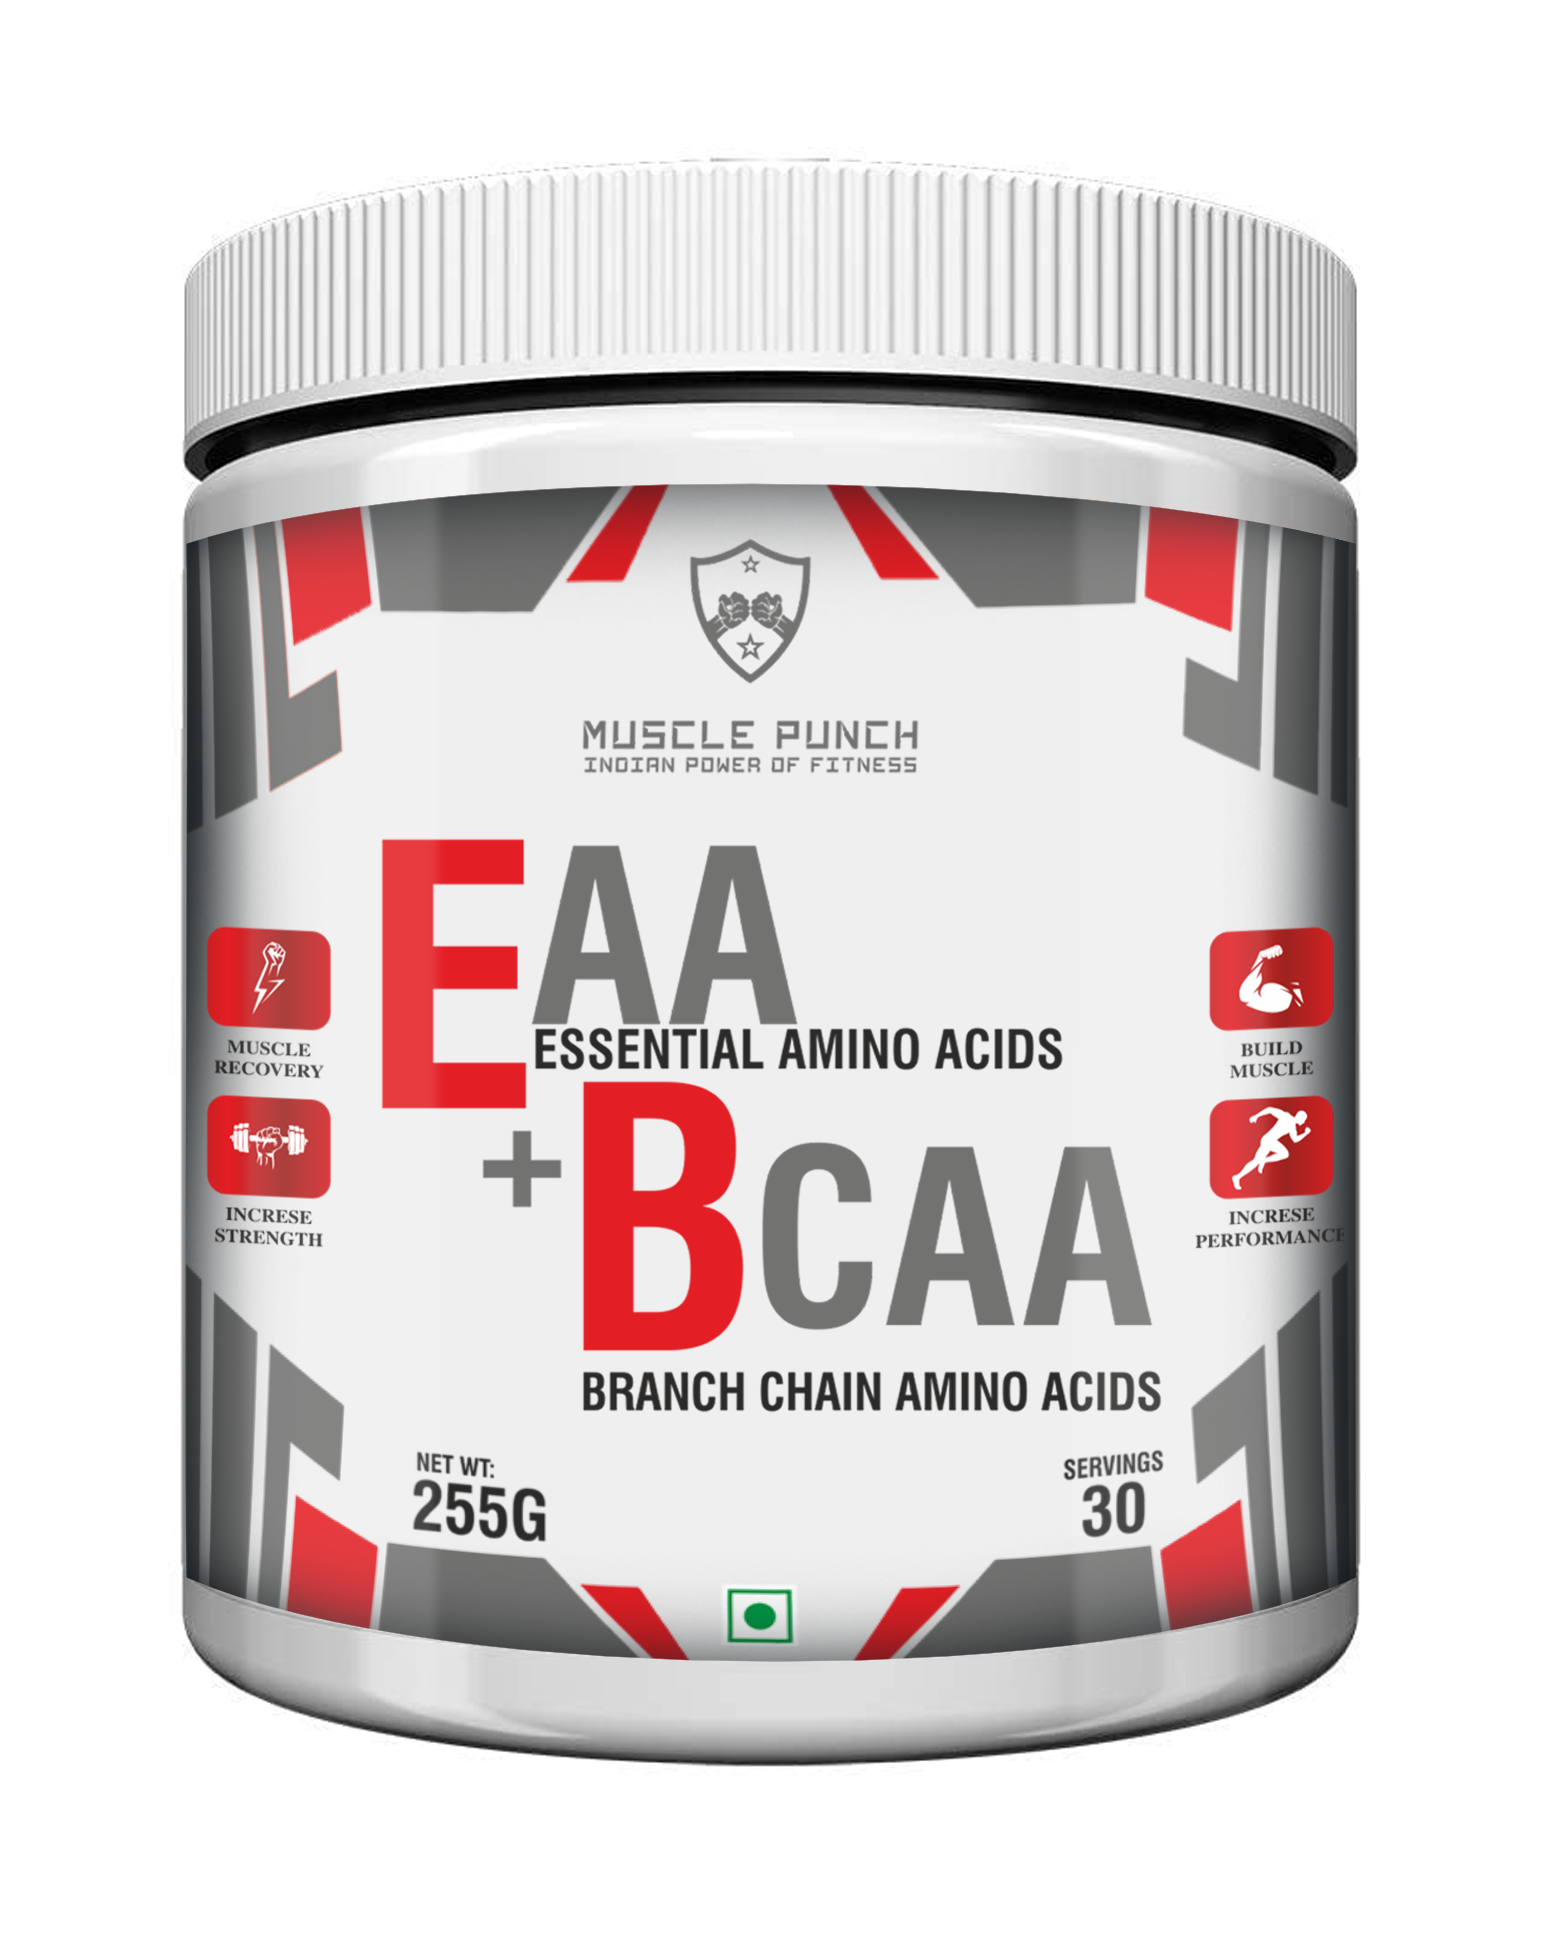 MUSCLE PUNCH
INDIAN POWER OF FITNESS
EAA
ESSENTIAL AMINO ACIDS
+BCAA
BRANCH CHAIN AMINO ACIDS
MUSCLE
RECOVERY
INCRESE
STRENGTH
BUILD
MUSCLE
INCRESE
PERFORMANCE
NET WT:
255G
SERVINGS
30